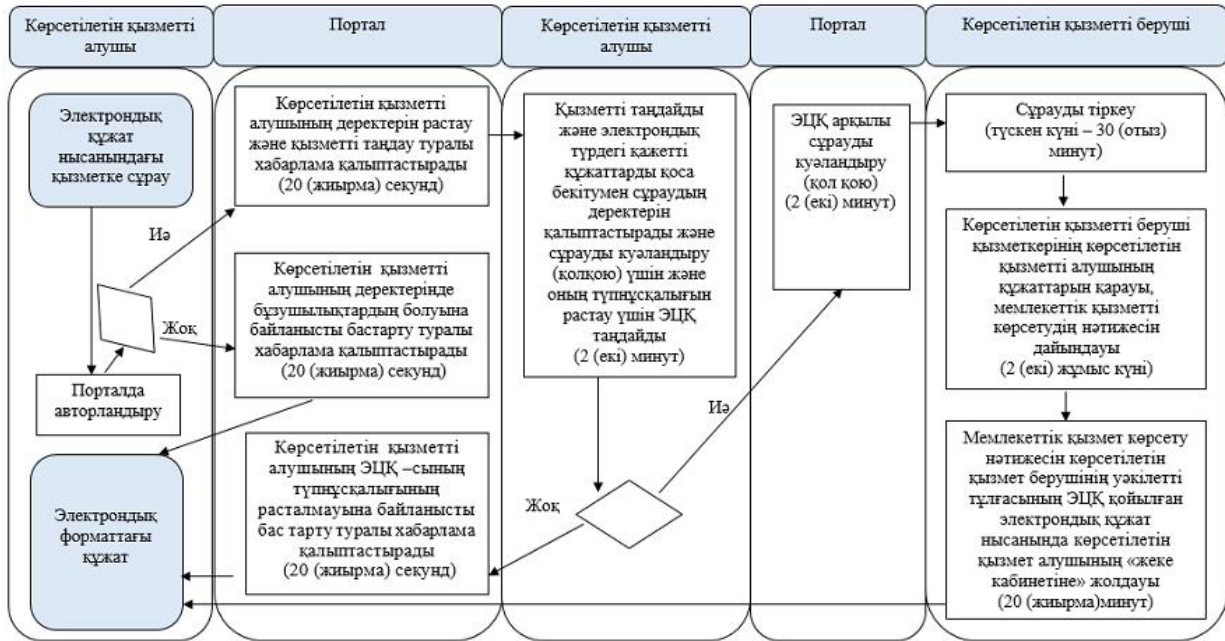 Көрсетілетін қызметті
алушы
Портал
Көрсетілетін қызметті
алушы
Портал
Көрсетілетін қызметті беруші
Электрондық
құжат
нысанындағы
қызметке сұрау
Иә
Жоқ
Порталда
авторландыру
Электрондық
форматтағы
құжат
Көрсетілетін қызметті
алушының деректерін растау
және қызметті таңдау туралы
хабарлама қалыптастырады
(20 (жиырма) секунд)
Көрсетілетін қызметті
алушының деректерінде
бұзушылықтардың болуына
байланысты бастарту туралы
хабарлама қалыптастырады
(20 (жиырма) секунд)
Көрсетілетін қызметті
алушының ЭЦҚ –сының
түпнұсқалығының
расталмауына байланысты
бас тарту туралы хабарлама
қалыптастырады
(20 (жиырма) секунд)
Қызметті таңдайды
және электрондық
түрдегі қажетті
құжаттарды қоса
бекітумен сұраудың
деректерін
қалыптастырады және
сұрауды куәландыру
(қолқою) үшін және
оның түпнұсқалығын
растау үшін ЭЦҚ
таңдайды
(2 (екі) минут)
Иә
Жоқ
ЭЦҚ арқылы
сұрауды
куәландыру
(қол қою)
(2 (екі) минут)
Сұрауды тіркеу
(түскен күні – 30 (отыз)
минут)
Көрсетілетін қызметті беруші
қызметкерінің көрсетілетін
қызметті алушының
құжаттарын қарауы,
мемлекеттік қызметті
көрсетудің нәтижесін
дайындауы
(2 (екі) жұмыс күні)
Мемлекеттік қызмет көрсету
нәтижесін көрсетілетін
қызмет берушінің уәкілетті
тұлғасының ЭЦҚ қойылған
электрондық құжат
нысанында көрсетілетін
қызмет алушының «жеке
кабинетіне» жолдауы
(20 (жиырма)минут)